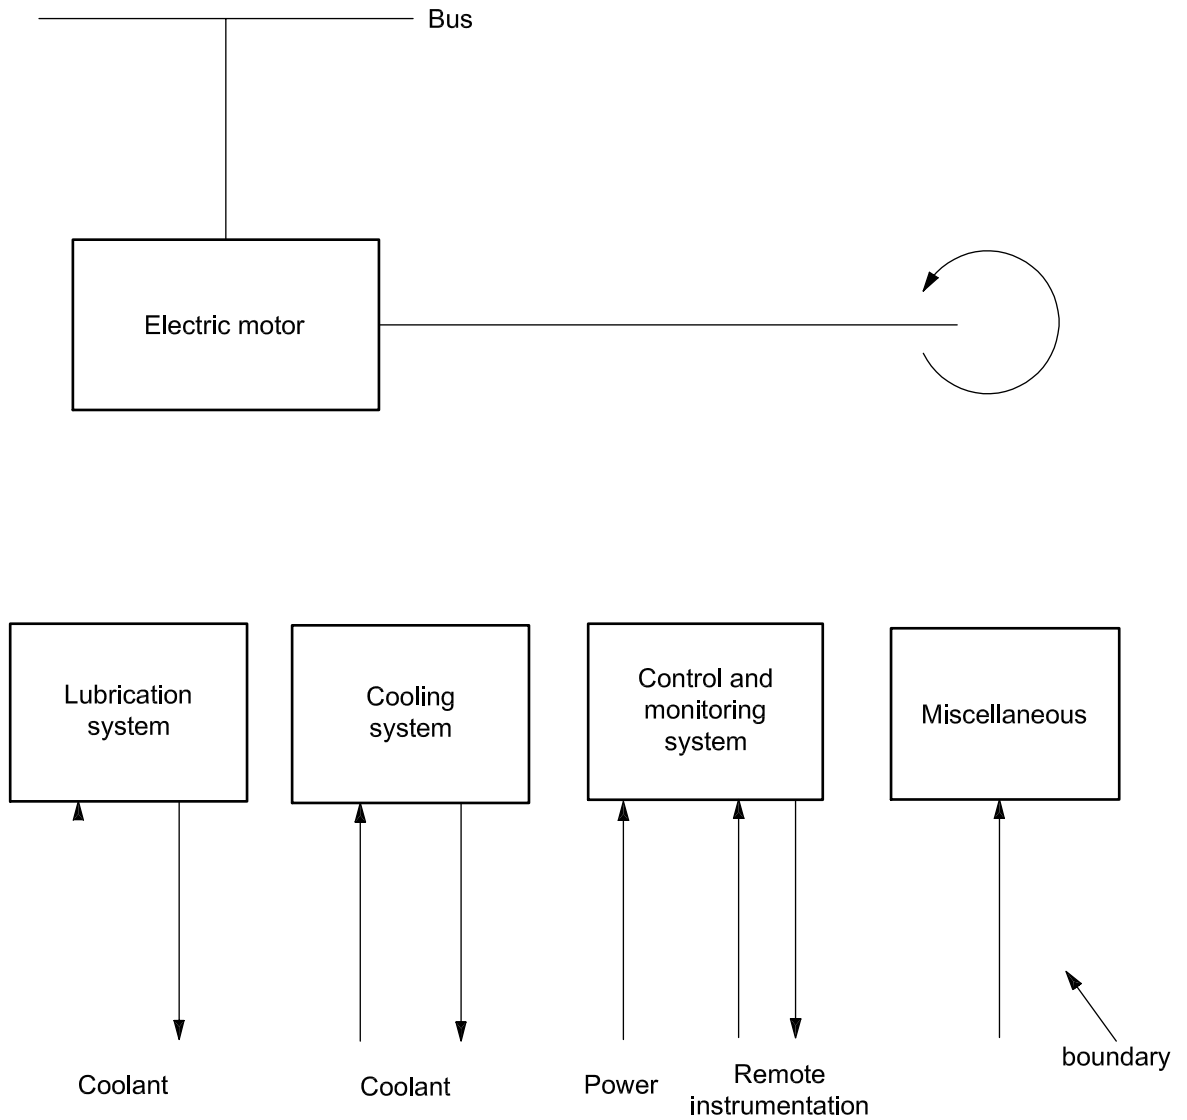 Bus
Electric motor
Lubrication
system
Cooling
system
Control and
monitoring
system
Miscellaneous
Coolant
Coolant
Power
Remote
instrumentation
boundary